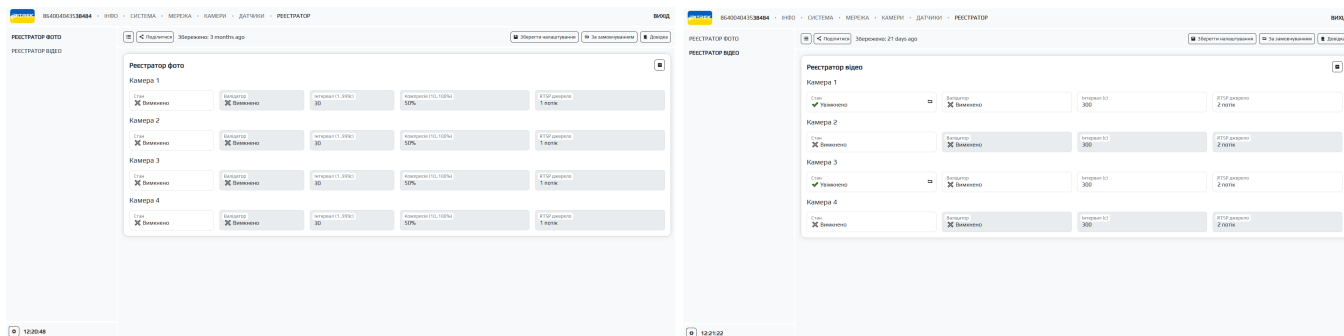 864004043538484 • ІНФО • СИСТЕМА • МЕРЕЖА • КАМЕРИ • ДАТЧИКИ • РЕЄСТРАТОР ВИХІД
РЕЄСТРАТОР ФОТО
РЕЄСТРАТОР ВІДЕО
Поділитися Збережено: 3 months ago Зберегти налаштування За замовчуванням Довідка
Реєстратор фото
Камера 1
Стан Валідатор Інтервал (1..999с) Компресія (10..100%) RTSP джерело
Вимкнено Вимкнено 30 50% 1 потік
Камера 2
Стан Валідатор Інтервал (1..999с) Компресія (10..100%) RTSP джерело
Вимкнено Вимкнено 30 50% 1 потік
Камера 3
Стан Валідатор Інтервал (1..999с) Компресія (10..100%) RTSP джерело
Вимкнено Вимкнено 30 50% 1 потік
Камера 4
Стан Валідатор Інтервал (1..999с) Компресія (10..100%) RTSP джерело
Вимкнено Вимкнено 30 50% 1 потік
12:20:48
864004043538484 • ІНФО • СИСТЕМА • МЕРЕЖА • КАМЕРИ • ДАТЧИКИ • РЕЄСТРАТОР
РЕЄСТРАТОР ФОТО
РЕЄСТРАТОР ВІДЕО
Поділитися Збережено: 21 days ago Зберегти налаштування За замовчуванням
Реєстратор відео
Камера 1
Стан Валідатор Інтервал (с) RTSP джерело
Увімкнено Вимкнено 300 2 потік
Камера 2
Стан Валідатор Інтервал (с) RTSP джерело
Вимкнено Вимкнено 300 2 потік
Камера 3
Стан Валідатор Інтервал (с) RTSP джерело
Увімкнено Вимкнено 300 2 потік
Камера 4
Стан Валідатор Інтервал (с) RTSP джерело
Вимкнено Вимкнено 300 2 потік
12:21:22